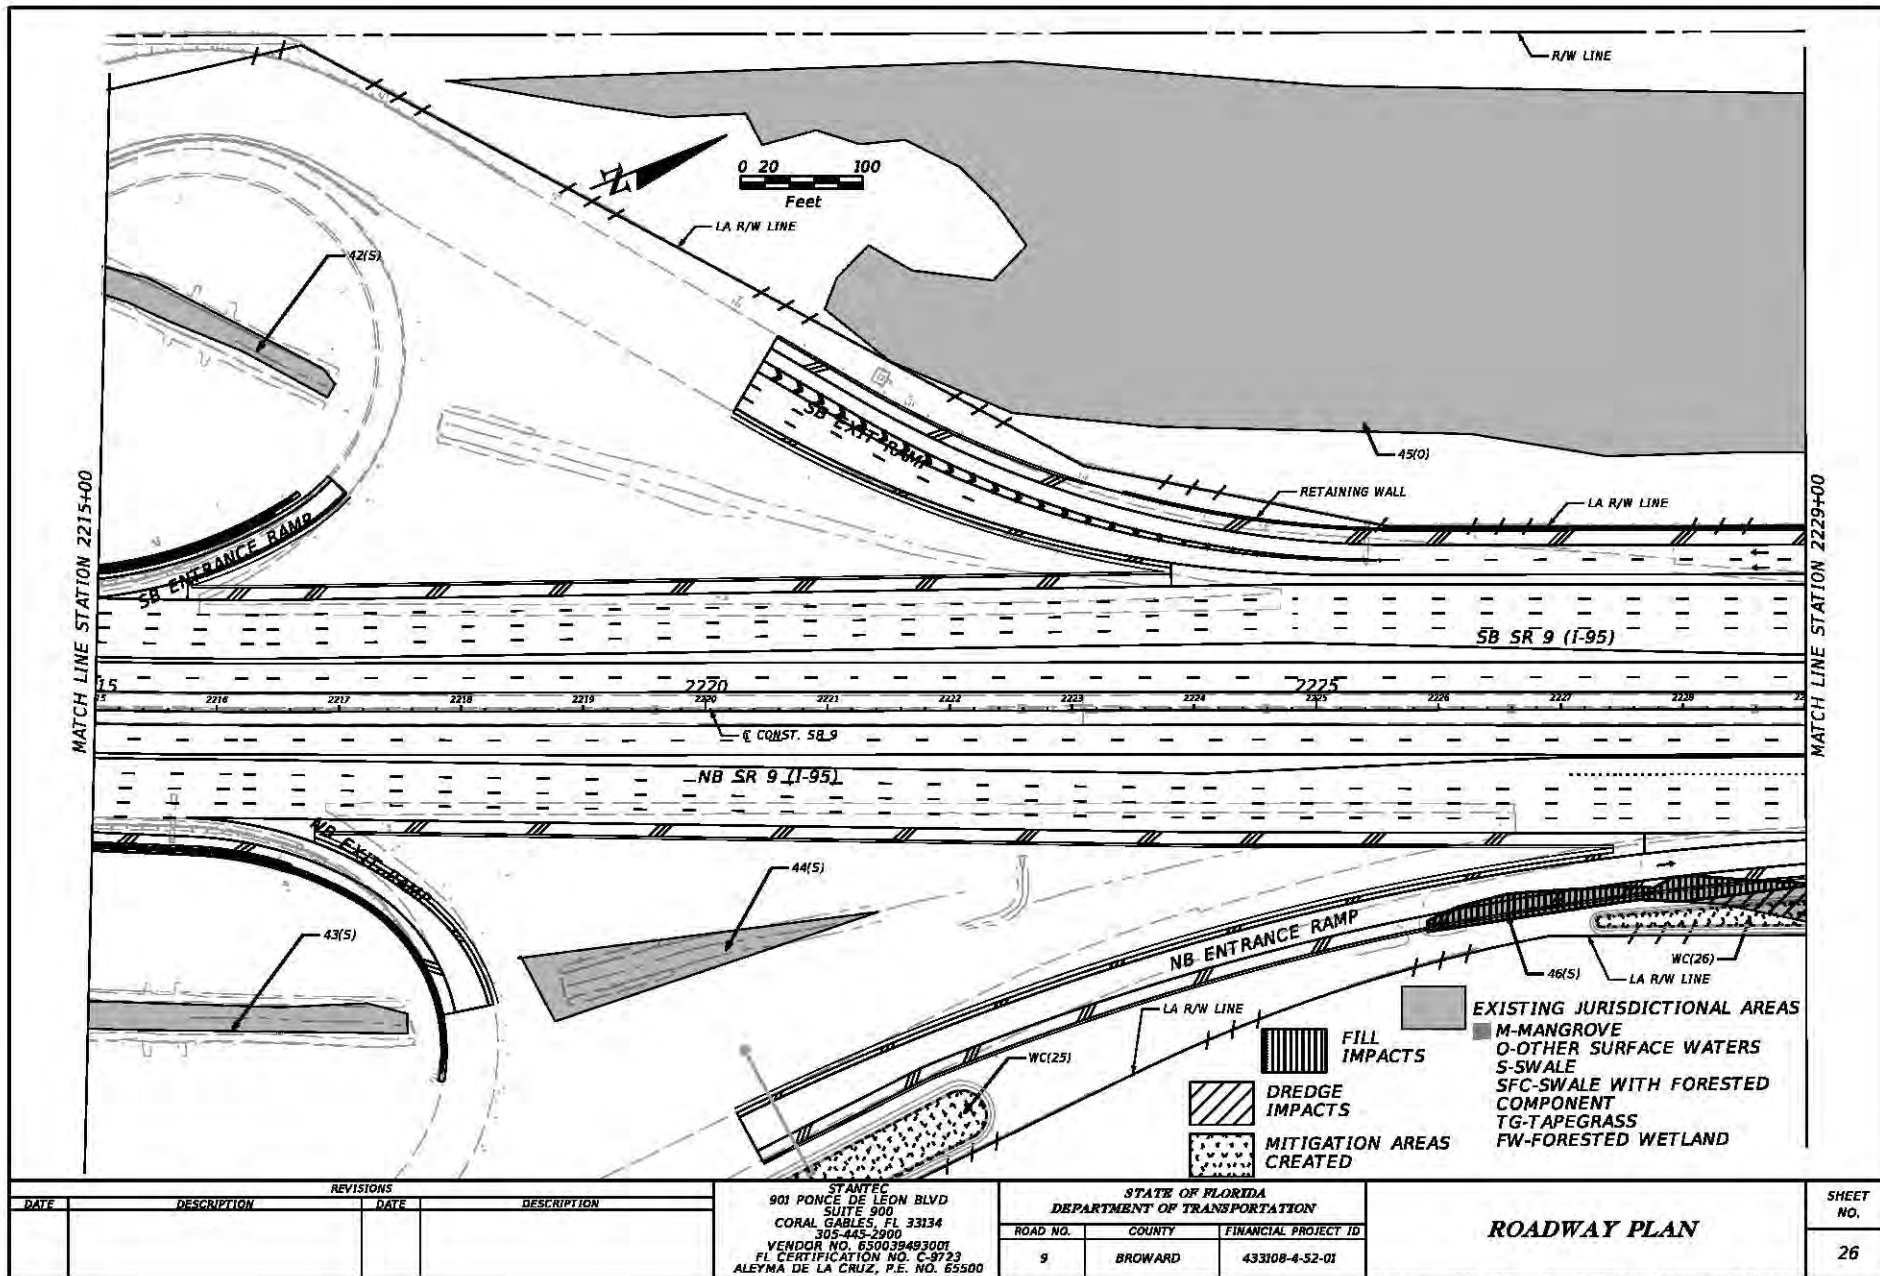 R/W LINE
0 20 100
Feet
N
LA R/W LINE
42(S)
SB EXIT RAMP
45(O)
RETAINING WALL
LA R/W LINE
MATCH LINE STATION 2215+00
MATCH LINE STATION 2229+00
SB ENTRANCE RAMP
SB SR 9 (I-95)
15 2220 2225
15 2216 2217 2218 2219 2220 2221 2222 2223 2224 2225 2226 2227 2228 2
₵ CONST. SB 9
NB SR 9 (I-95)
NB EXIT RAMP
44(S)
43(S)
NB ENTRANCE RAMP
46(S)
WC(26)
LA R/W LINE
LA R/W LINE
WC(25)
EXISTING JURISDICTIONAL AREAS
M-MANGROVE
O-OTHER SURFACE WATERS
S-SWALE
SFC-SWALE WITH FORESTED
COMPONENT
TG-TAPEGRASS
FW-FORESTED WETLAND
FILL
IMPACTS
DREDGE
IMPACTS
MITIGATION AREAS
CREATED
REVISIONS
DATE DESCRIPTION DATE DESCRIPTION
STANTEC
901 PONCE DE LEON BLVD
SUITE 900
CORAL GABLES, FL 33134
305-445-2900
VENDOR NO. 650039493001
FL CERTIFICATION NO. C-9723
ALEYMA DE LA CRUZ, P.E. NO. 65500
STATE OF FLORIDA
DEPARTMENT OF TRANSPORTATION
ROAD NO. COUNTY FINANCIAL PROJECT ID
9 BROWARD 433108-4-52-01
ROADWAY PLAN
SHEET
NO.
26